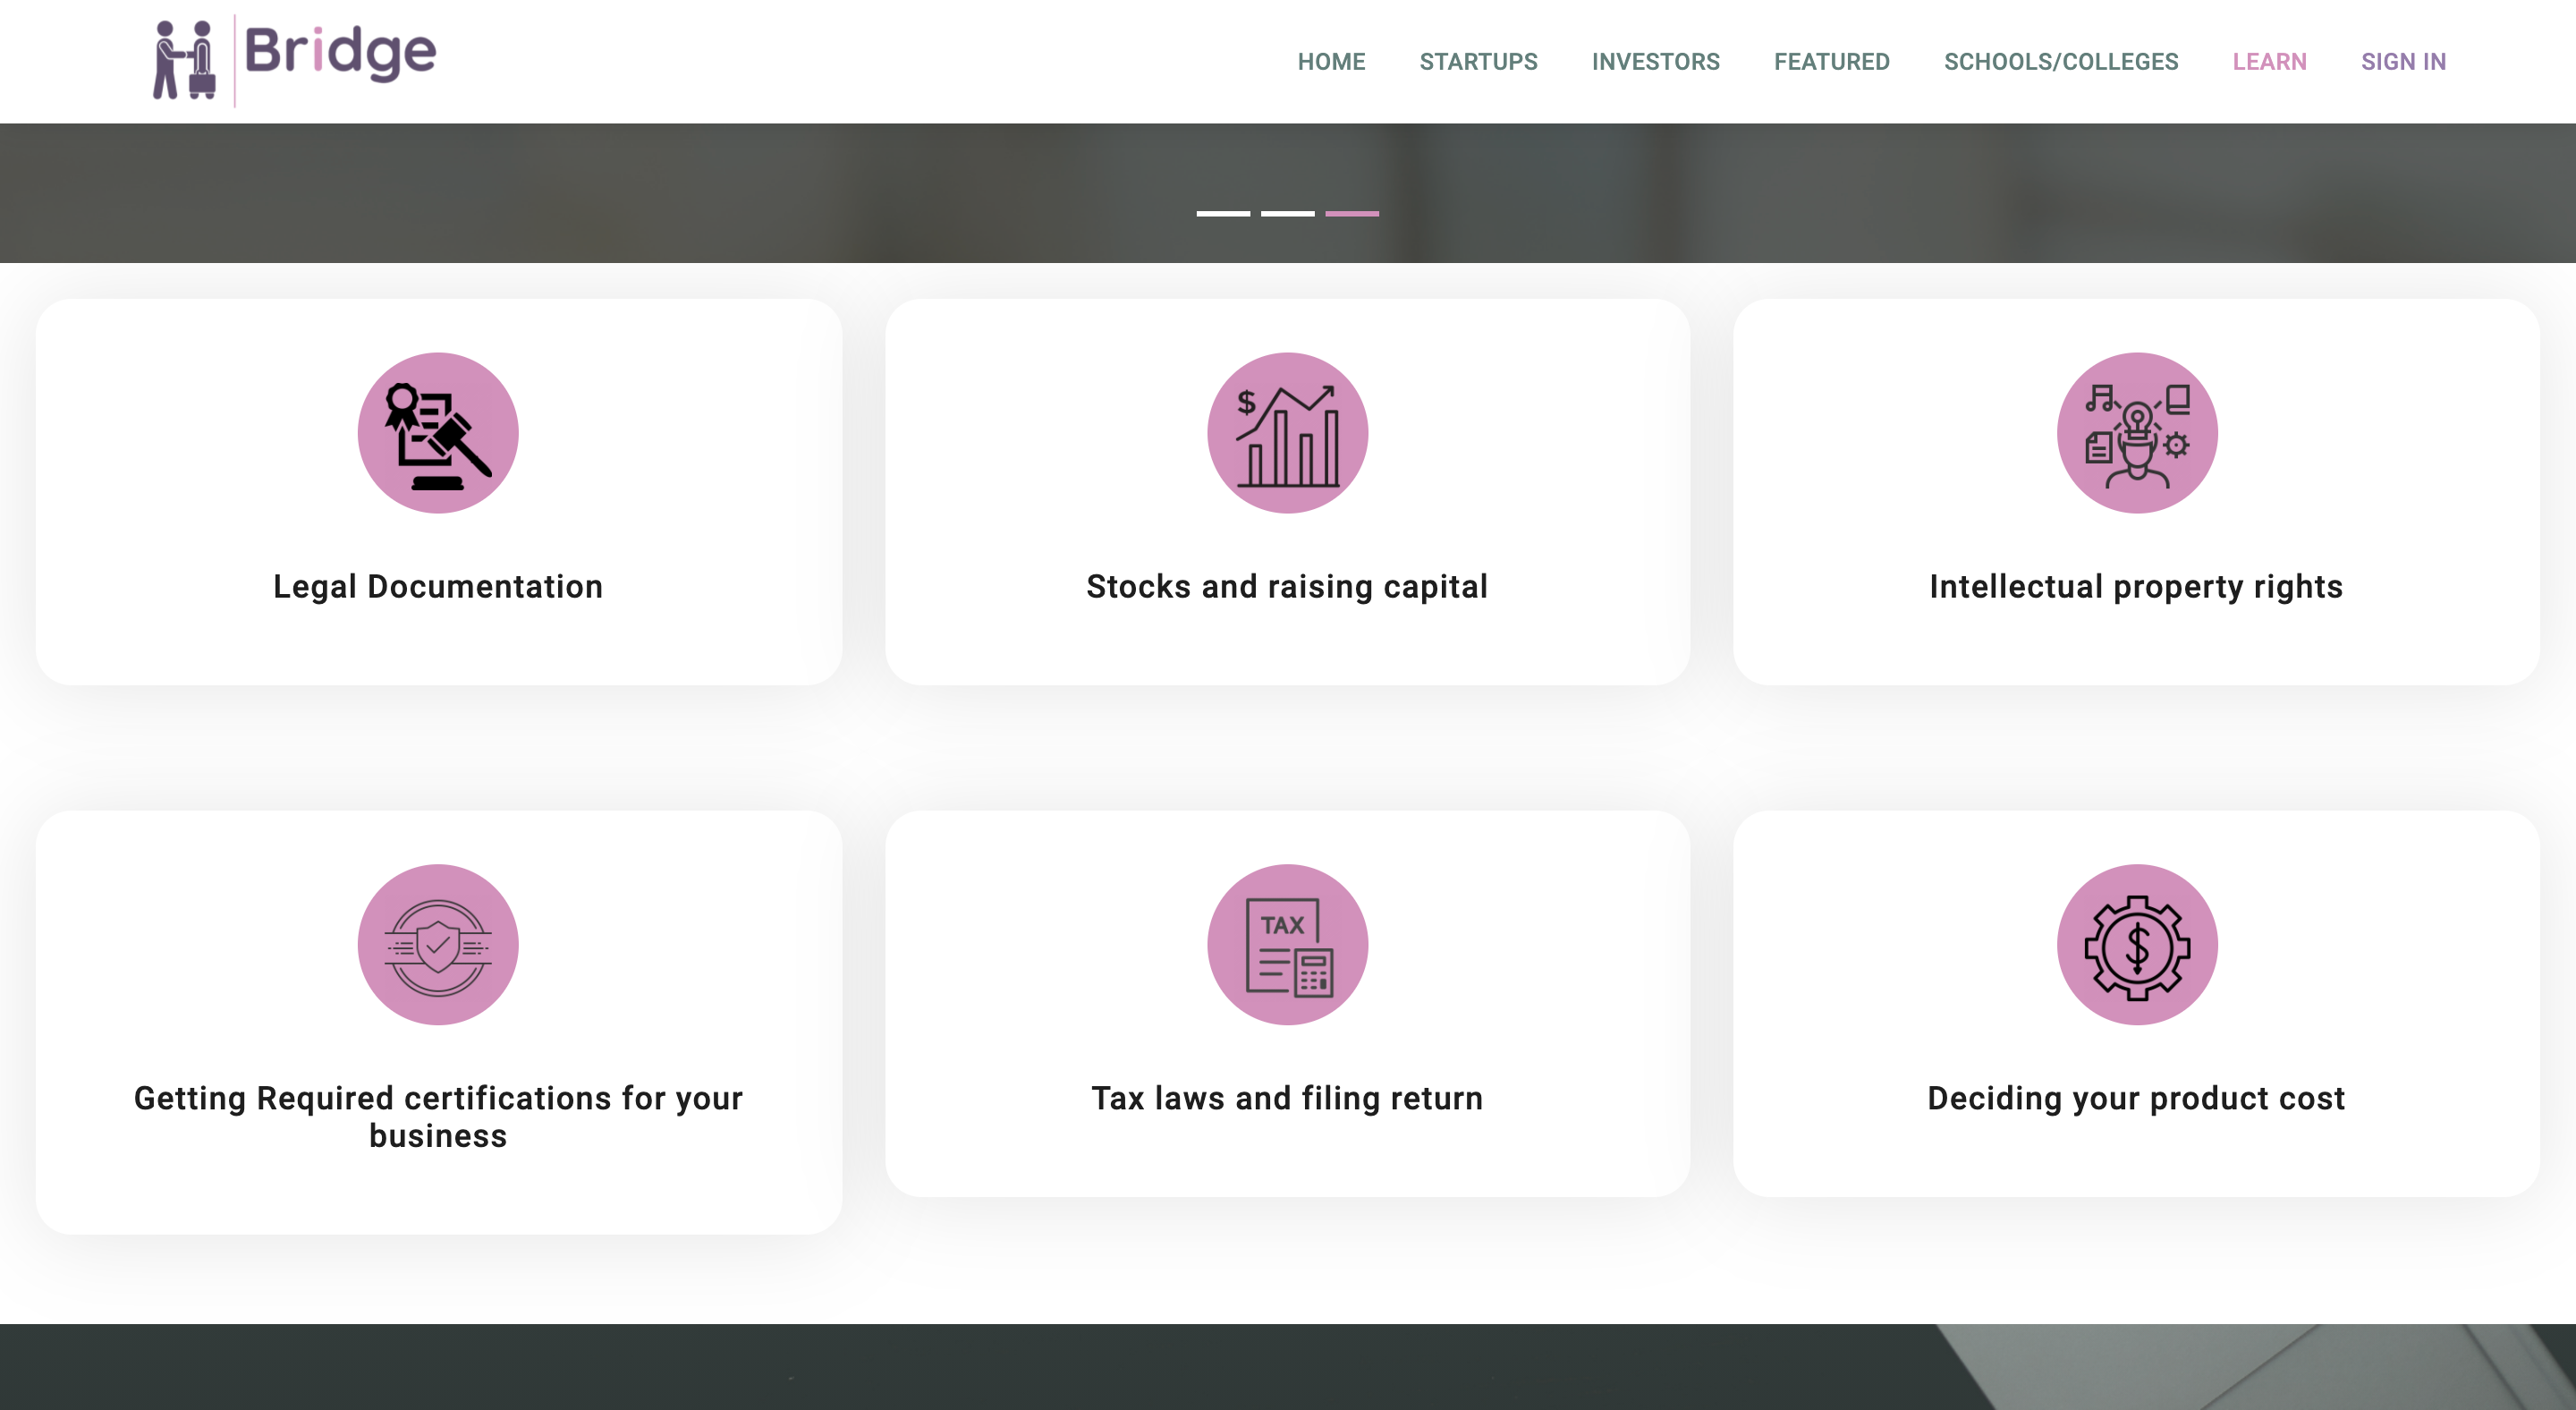 Bridge
HOME STARTUPS INVESTORS FEATURED SCHOOLS/COLLEGES LEARN SIGN IN
$
Legal Documentation
Stocks and raising capital
Intellectual property rights
TAX
$
Getting Required certifications for your
business
Tax laws and filing return
Deciding your product cost